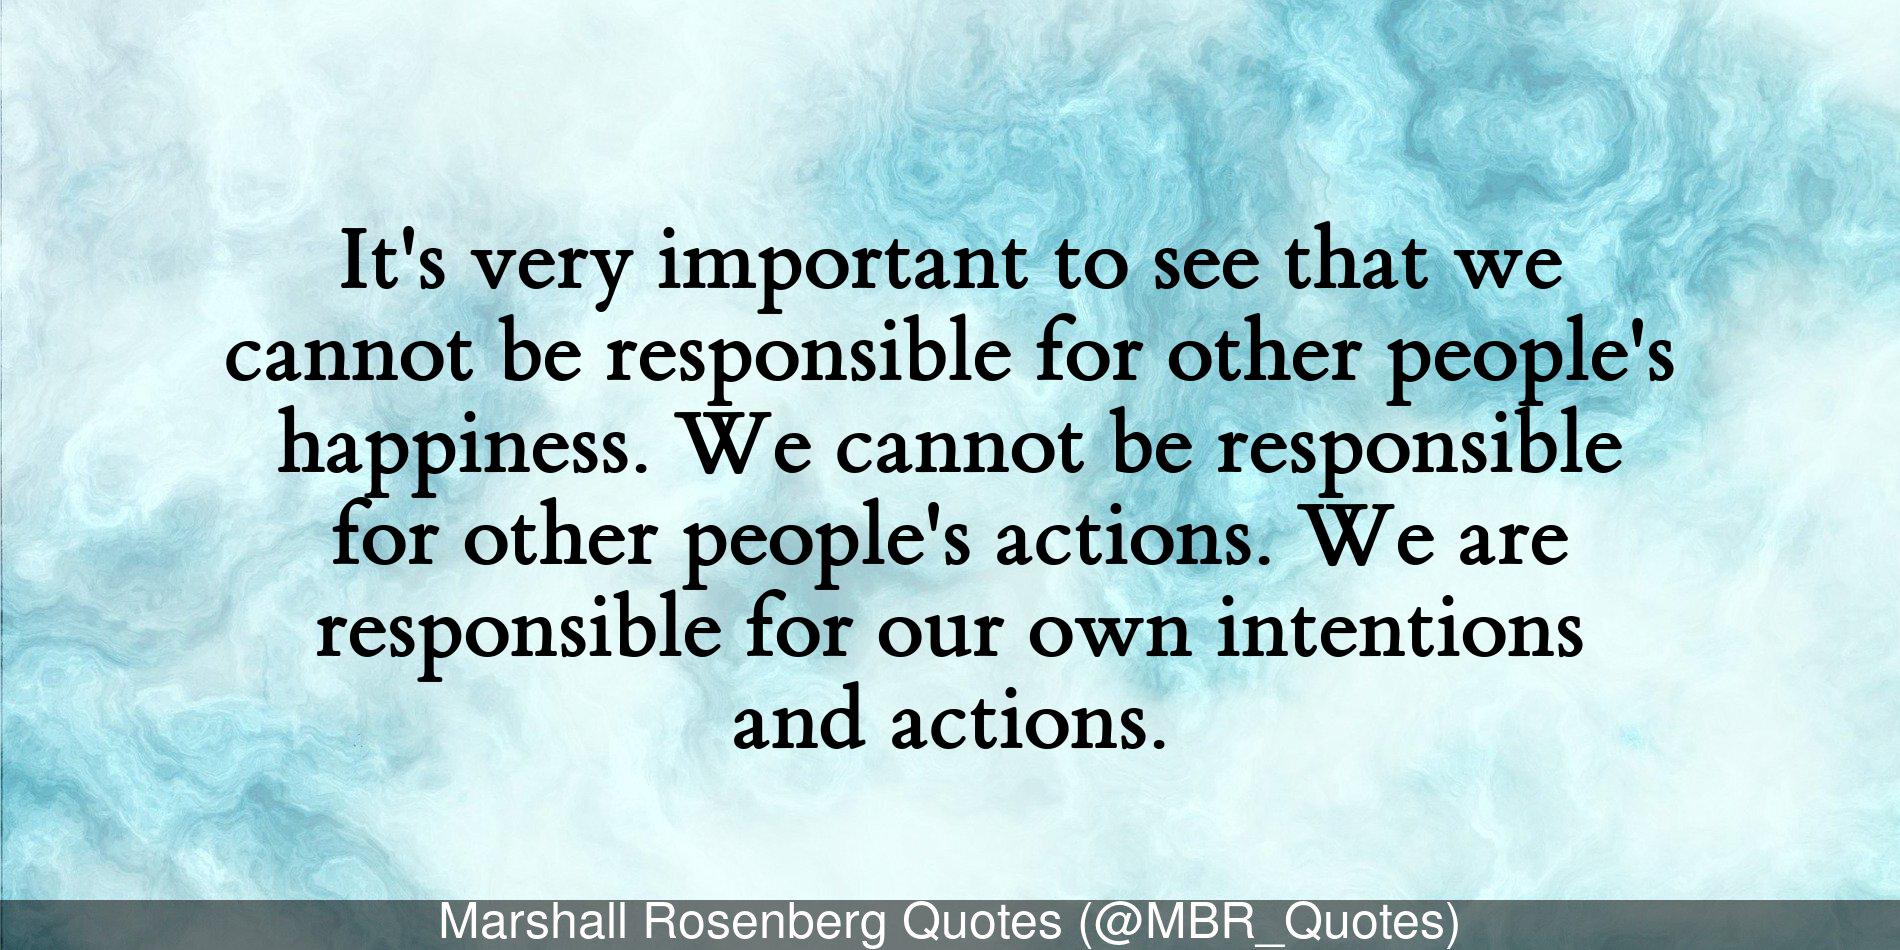 It's very important to see that we
cannot be responsible for other people's
happiness. We cannot be responsible
for other people's actions. We are
responsible for our own intentions
and actions.
Marshall Rosenberg Quotes (@MBR_Quotes)